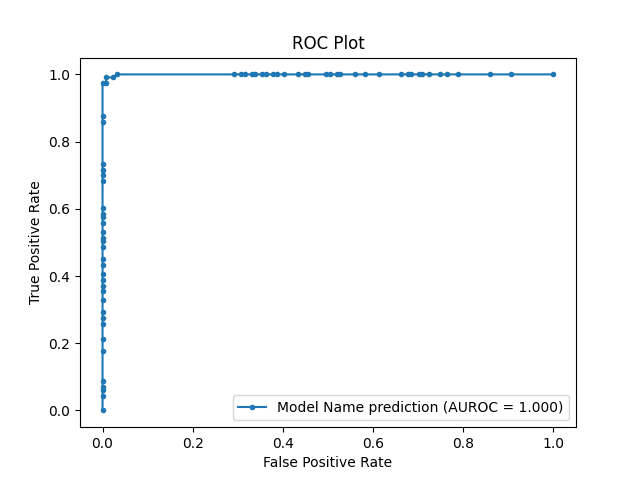 ROC Plot
1.0
0.8
0.6
0.4
0.2
0.0
True Positive Rate
Model Name prediction (AUROC = 1.000)
0.0 0.2 0.4 0.6 0.8 1.0
False Positive Rate